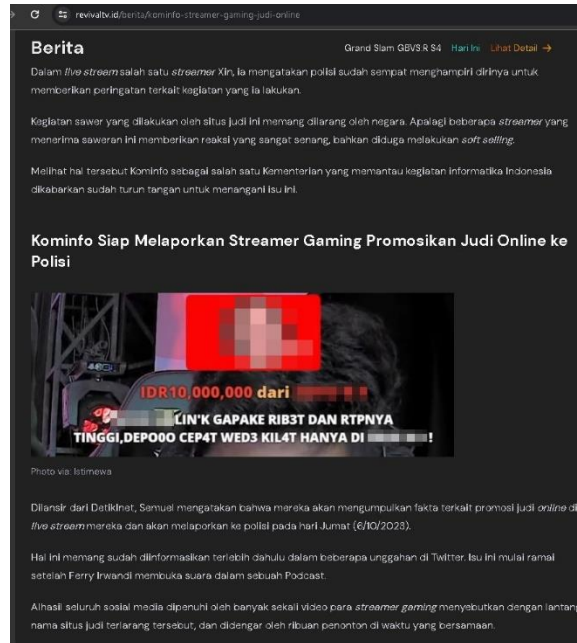 revivaltv.id/berita/kominfo-streamer-gaming-judi-online
Berita
Grand Slam GBVS:R S4 Hari Ini Lihat Detail →
Dalam live stream salah satu streamer Xin, ia mengatakan polisi sudah sempat menghampiri dirinya untuk
memberikan peringatan terkait kegiatan yang ia lakukan.
Kegiatan sawer yang dilakukan oleh situs judi ini memang dilarang oleh negara. Apalagi beberapa streamer yang
menerima saweran ini memberikan reaksi yang sangat senang, bahkan diduga melakukan soft selling.
Melihat hal tersebut Kominfo sebagai salah satu Kementerian yang memantau kegiatan informatika Indonesia
dikabarkan sudah turun tangan untuk menangani isu ini.
Kominfo Siap Melaporkan Streamer Gaming Promosikan Judi Online ke
Polisi
IDR10,000,000 dari
LIN'K GAPAKE RIB3T DAN RTPNYA
TINGGI,DEPO0O CEP4T WED3 KIL4T HANYA DI !
Photo via: Istimewa
Dilansir dari DetikInet, Samuel mengatakan bahwa mereka akan mengumpulkan fakta terkait promosi judi online di
live stream mereka dan akan melaporkan ke polisi pada hari Jumat (6/10/2023).
Hal ini memang sudah diinformasikan terlebih dahulu dalam beberapa unggahan di Twitter. Isu ini mulai ramai
setelah Ferry Irwandi membuka suara dalam sebuah Podcast.
Alhasil seluruh sosial media dipenuhi oleh banyak sekali video para streamer gaming menyebutkan dengan lantang
nama situs judi terlarang tersebut, dan didengar oleh ribuan penonton di waktu yang bersamaan.